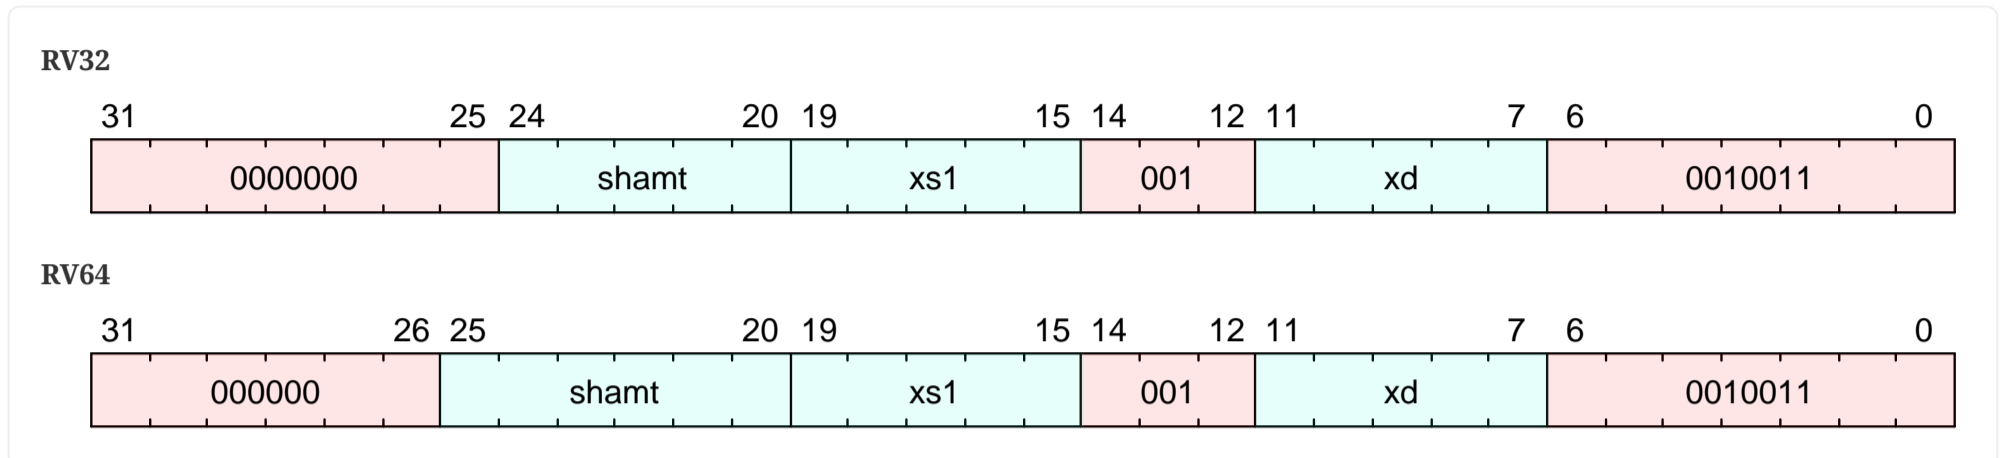 RV32
31 25 24 20 19 15 14 12 11 7 6 0
0000000 shamt xs1 001 xd 0010011
RV64
31 26 25 20 19 15 14 12 11 7 6 0
000000 shamt xs1 001 xd 0010011